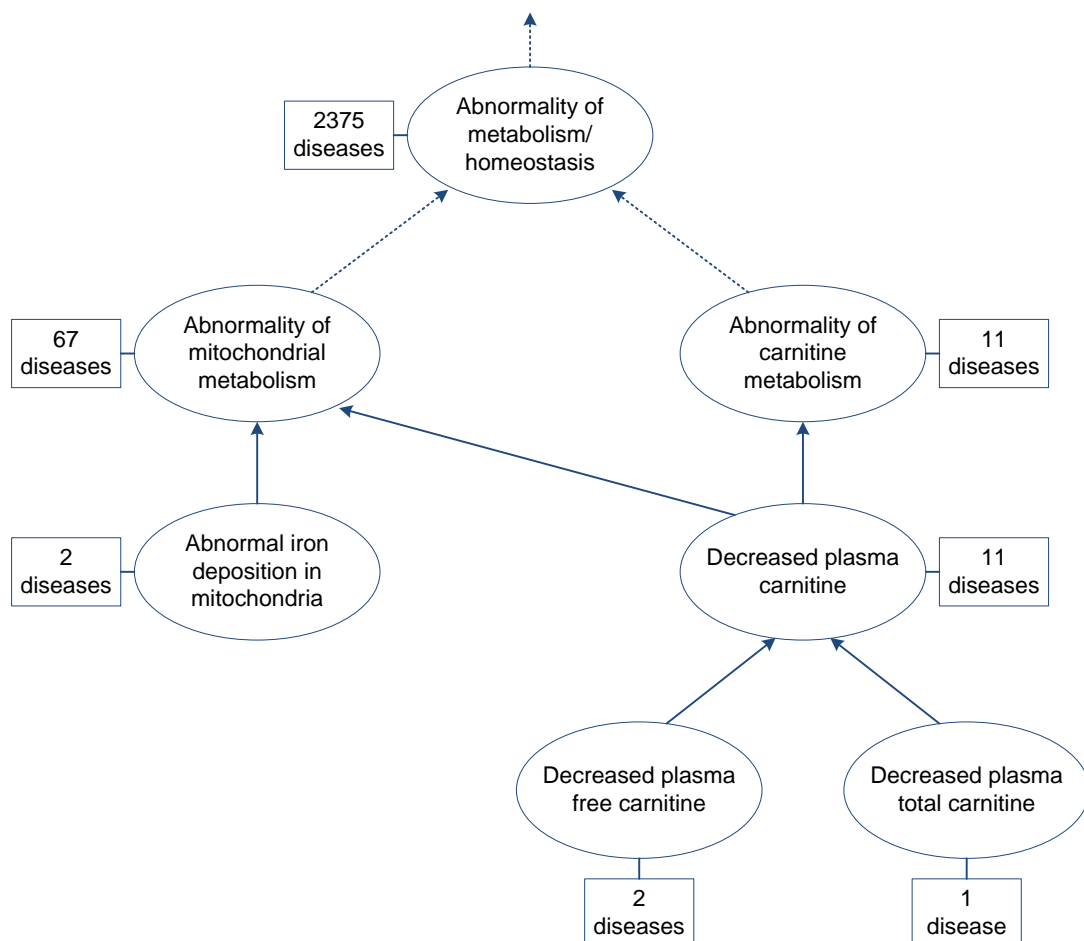 Abnormality of
metabolism/
homeostasis
2375
diseases
Abnormality of
mitochondrial
metabolism
67
diseases
Abnormality of
carnitine
metabolism
11
diseases
Abnormal iron
deposition in
mitochondria
2
diseases
Decreased plasma
carnitine
11
diseases
Decreased plasma
free carnitine
2
diseases
Decreased plasma
total carnitine
1
disease